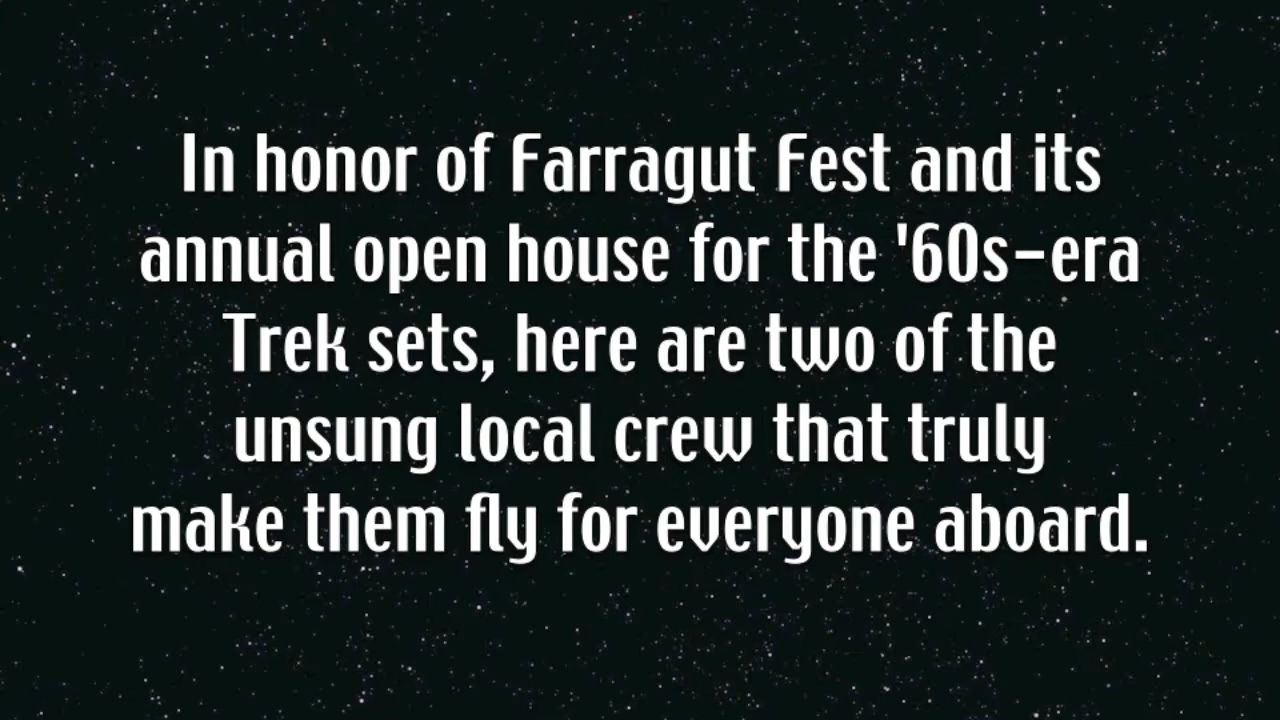 In honor of Farragut Fest and its
annual open house for the '60s-era
Trek sets, here are two of the
unsung local crew that truly
make them fly for everyone aboard.